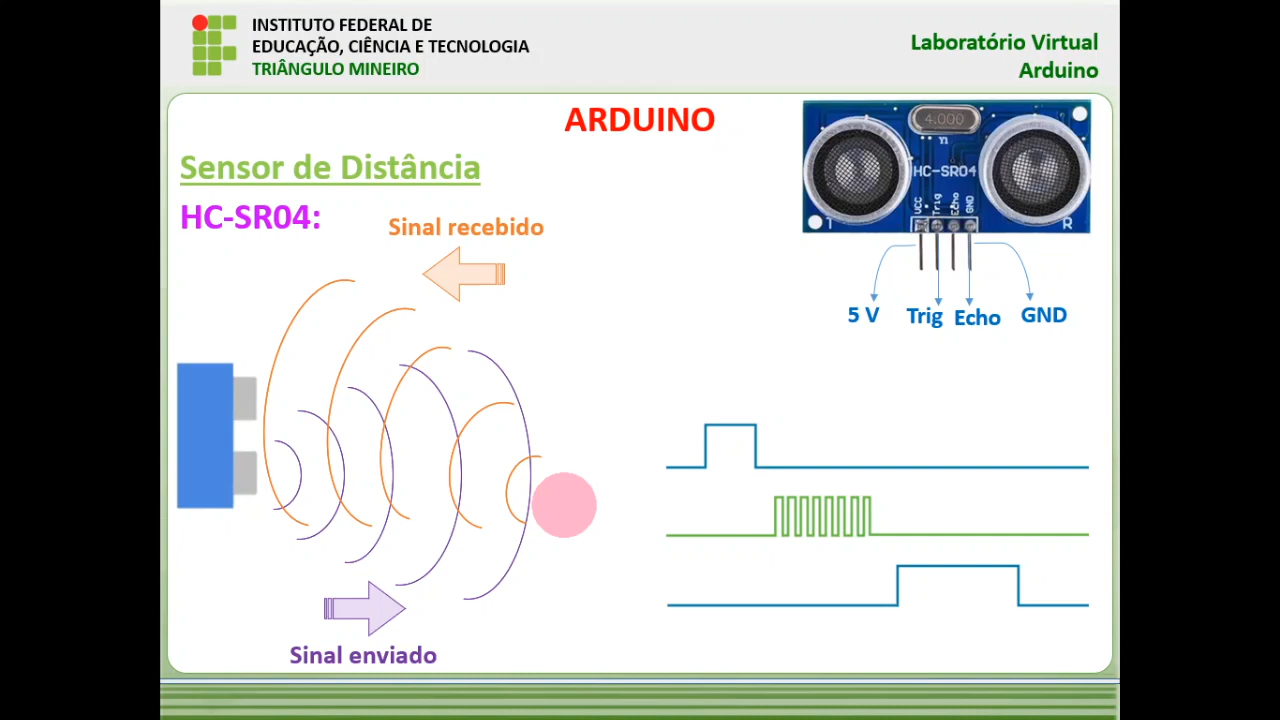 INSTITUTO FEDERAL DE
EDUCAÇÃO, CIÊNCIA E TECNOLOGIA
TRIÂNGULO MINEIRO
Laboratório Virtual
Arduino
ARDUINO
Sensor de Distância
HC-SR04:
Sinal recebido
4.000
Y1
HC-SR04
VCC
Trig
Echo
GND
T
R
5 V
Trig
Echo
GND
Sinal enviado